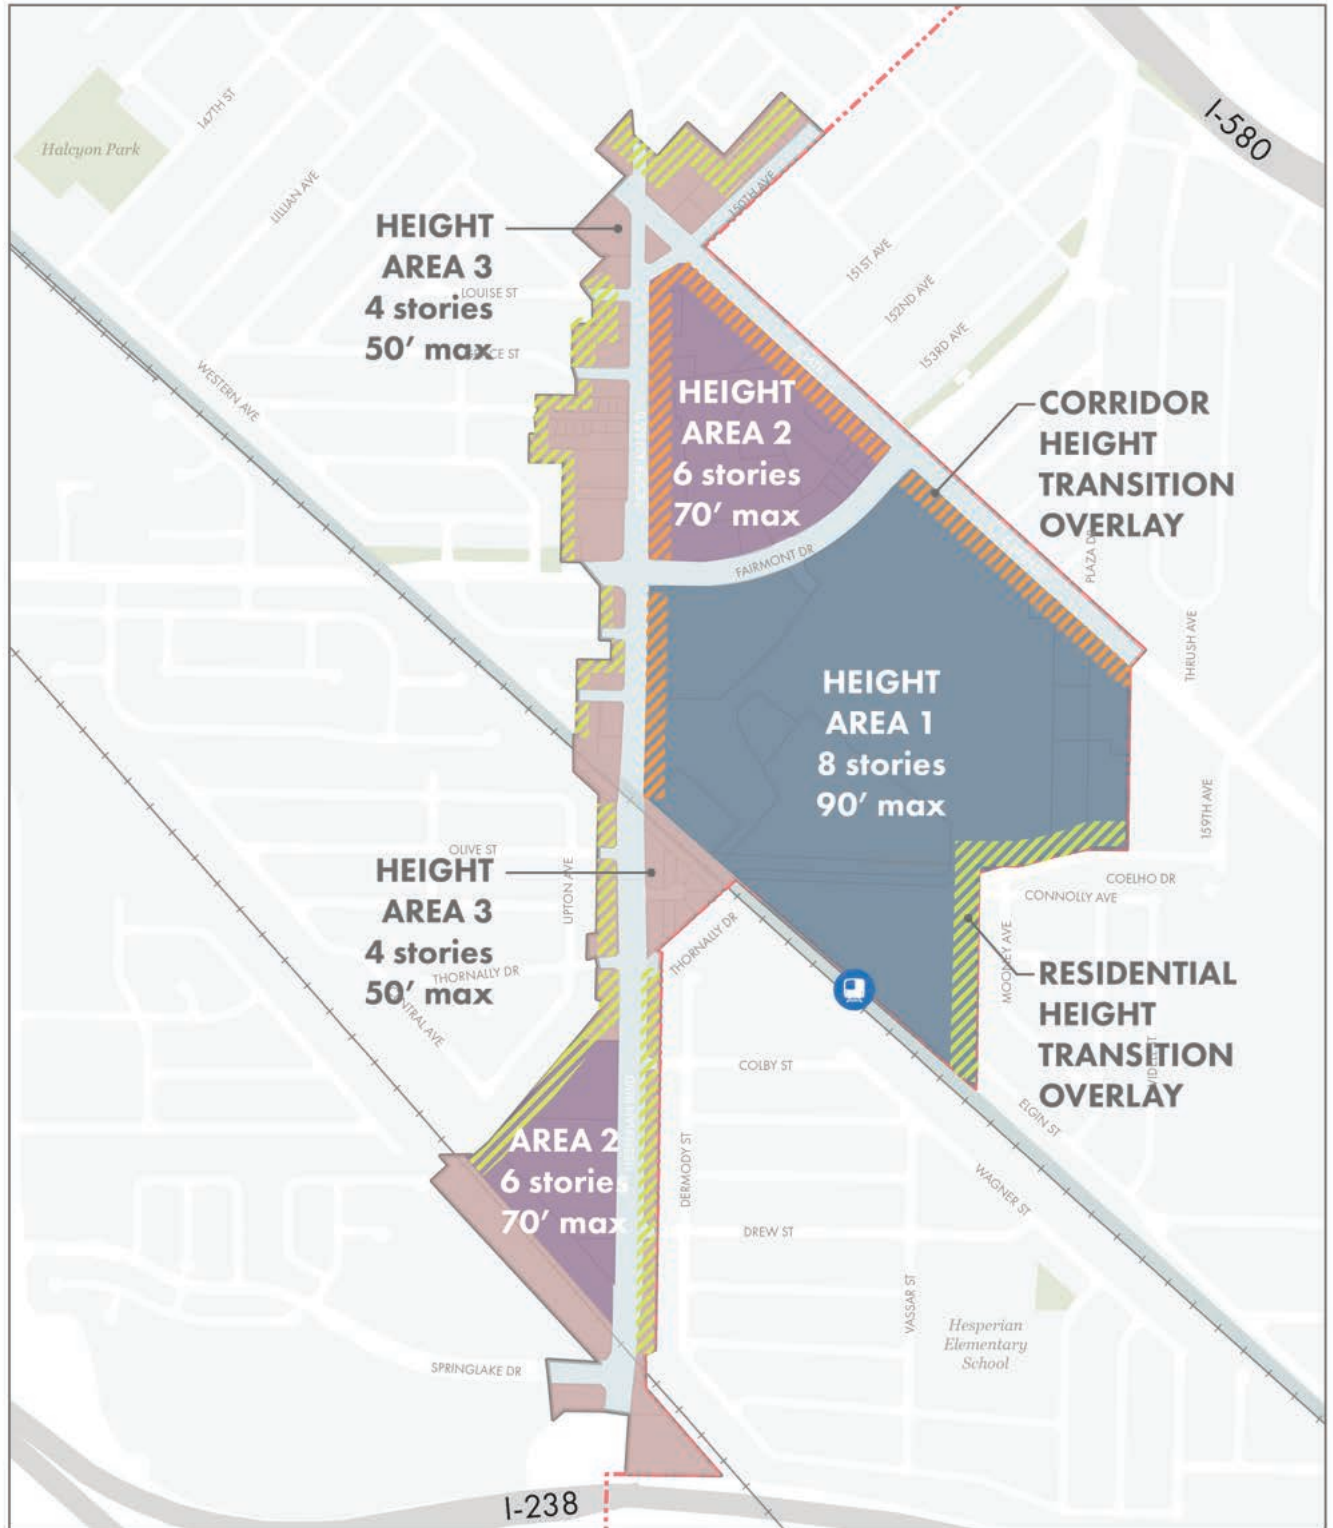 I-580
Halcyon Park
147TH ST
LILLIAN AVE
150TH AVE
HEIGHT
AREA 3
4 stories
50' max
LOUISE ST
151ST AVE
152ND AVE
153RD AVE
WESTERN AVE
HEIGHT
AREA 2
6 stories
70' max
CORRIDOR
HEIGHT
TRANSITION
OVERLAY
FAIRMONT DR
THRUSH AVE
HEIGHT
AREA 1
8 stories
90' max
159TH AVE
OLIVE ST
UPTON AVE
HEIGHT
AREA 3
4 stories
50' max
THORNALLY DR
COELHO DR
CONNOLLY AVE
MOONEY AVE
THORNALLY DR
RESIDENTIAL
HEIGHT
TRANSITION
OVERLAY
COLBY ST
ELGIN ST
AREA 2
6 stories
70' max
DERMODY ST
WAGNER ST
DREW ST
VASSAR ST
Hesperian
Elementary
School
SPRINGLAKE DR
I-238